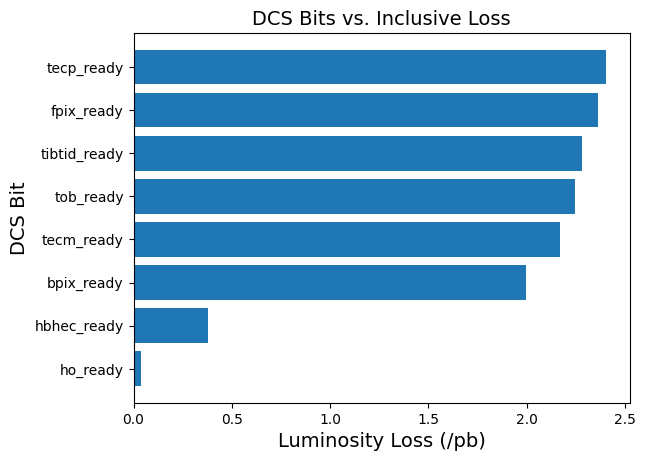 DCS Bits vs. Inclusive Loss
tecp_ready
fpix_ready
tibtid_ready
tob_ready
tecm_ready
bpix_ready
hbhec_ready
ho_ready
DCS Bit
0.0 0.5 1.0 1.5 2.0 2.5
Luminosity Loss (/pb)